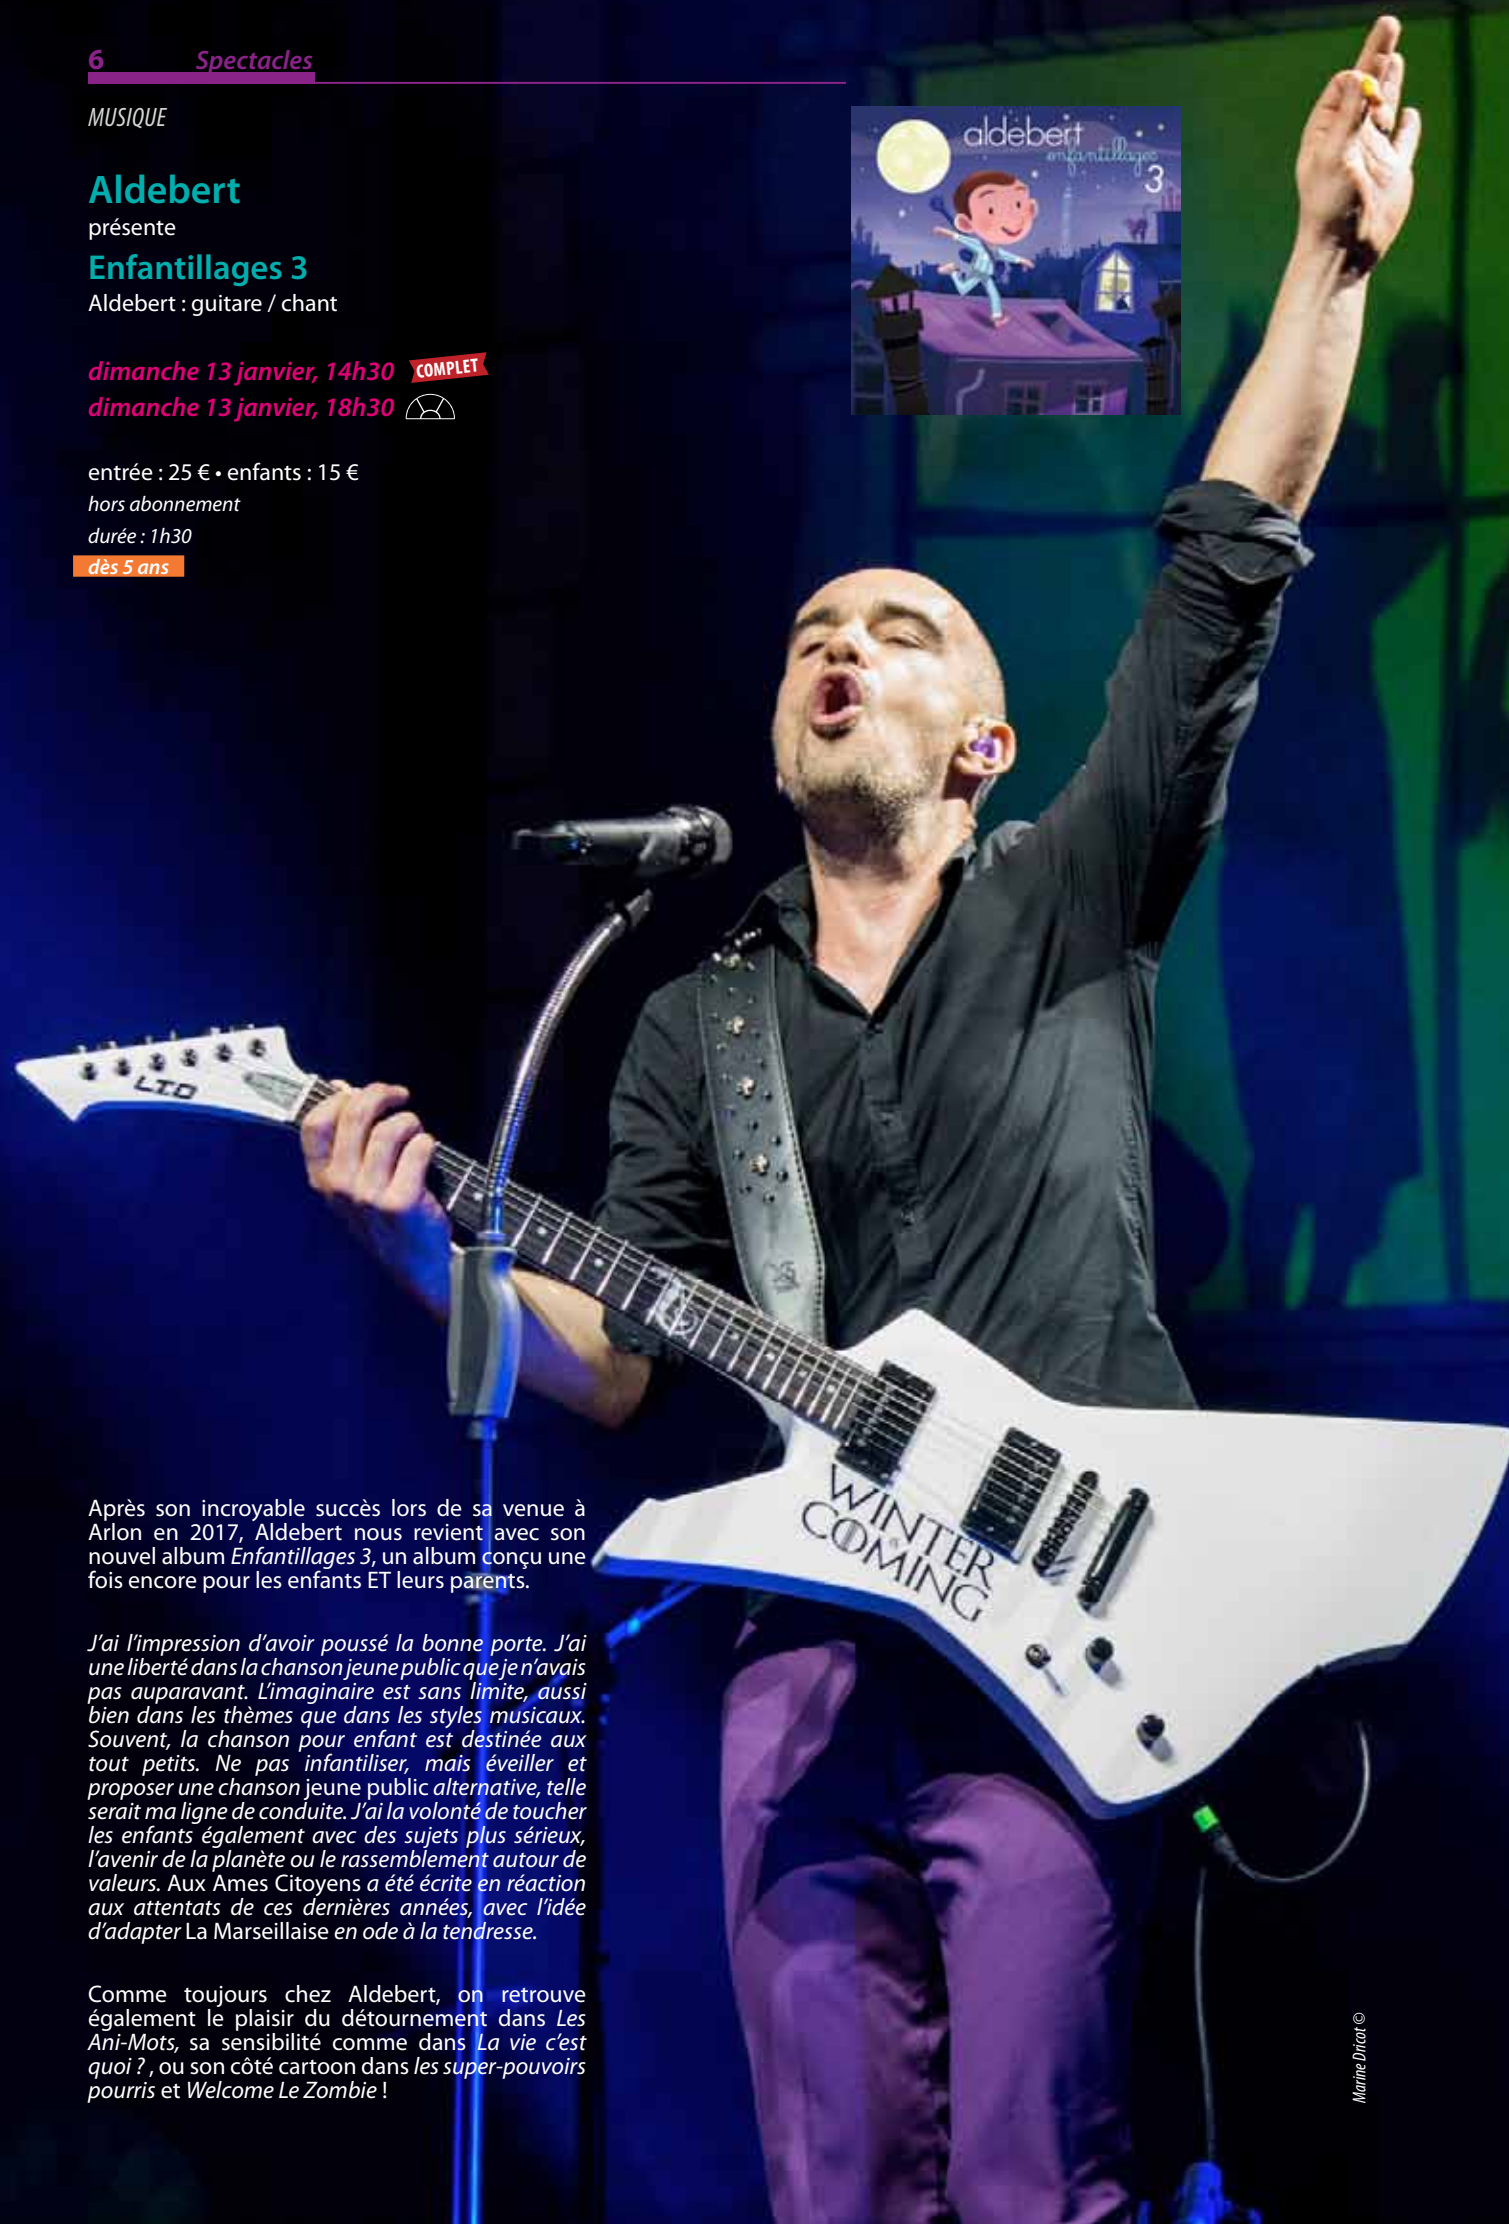 6 Spectacles
MUSIQUE
Aldebert
présente
Enfantillages 3
Aldebert : guitare / chant
dimanche 13 janvier, 14h30 COMPLET
dimanche 13 janvier, 18h30
entrée : 25 € • enfants : 15 €
hors abonnement
durée : 1h30
dès 5 ans
aldebert
enfantillages
3
LTD
WINTER
IS
COMING
Après son incroyable succès lors de sa venue à
Arlon en 2017, Aldebert nous revient avec son
nouvel album Enfantillages 3, un album conçu une
fois encore pour les enfants ET leurs parents.
J’ai l’impression d’avoir poussé la bonne porte. J’ai
une liberté dans la chanson jeune public que je n’avais
pas auparavant. L’imaginaire est sans limite, aussi
bien dans les thèmes que dans les styles musicaux.
Souvent, la chanson pour enfant est destinée aux
tout petits. Ne pas infantiliser, mais éveiller et
proposer une chanson jeune public alternative, telle
serait ma ligne de conduite. J’ai la volonté de toucher
les enfants également avec des sujets plus sérieux,
l’avenir de la planète ou le rassemblement autour de
valeurs. Aux Ames Citoyens a été écrite en réaction
aux attentats de ces dernières années, avec l’idée
d’adapter La Marseillaise en ode à la tendresse.
Comme toujours chez Aldebert, on retrouve
également le plaisir du détournement dans Les
Ani-Mots, sa sensibilité comme dans La vie c’est
quoi ? , ou son côté cartoon dans les super-pouvoirs
pourris et Welcome Le Zombie !
Marine Dricot ©